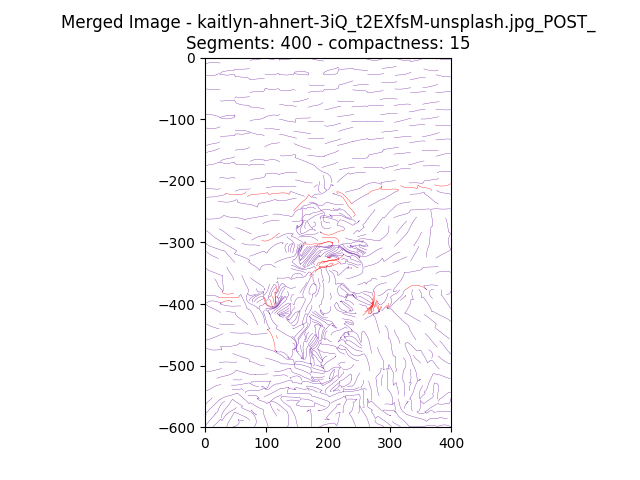 Merged Image - kaitlyn-ahnert-3iQ_t2EXfsM-unsplash.jpg_POST_
Segments: 400 - compactness: 15
0
−100
−200
−300
−400
−500
−600
0 100 200 300 400